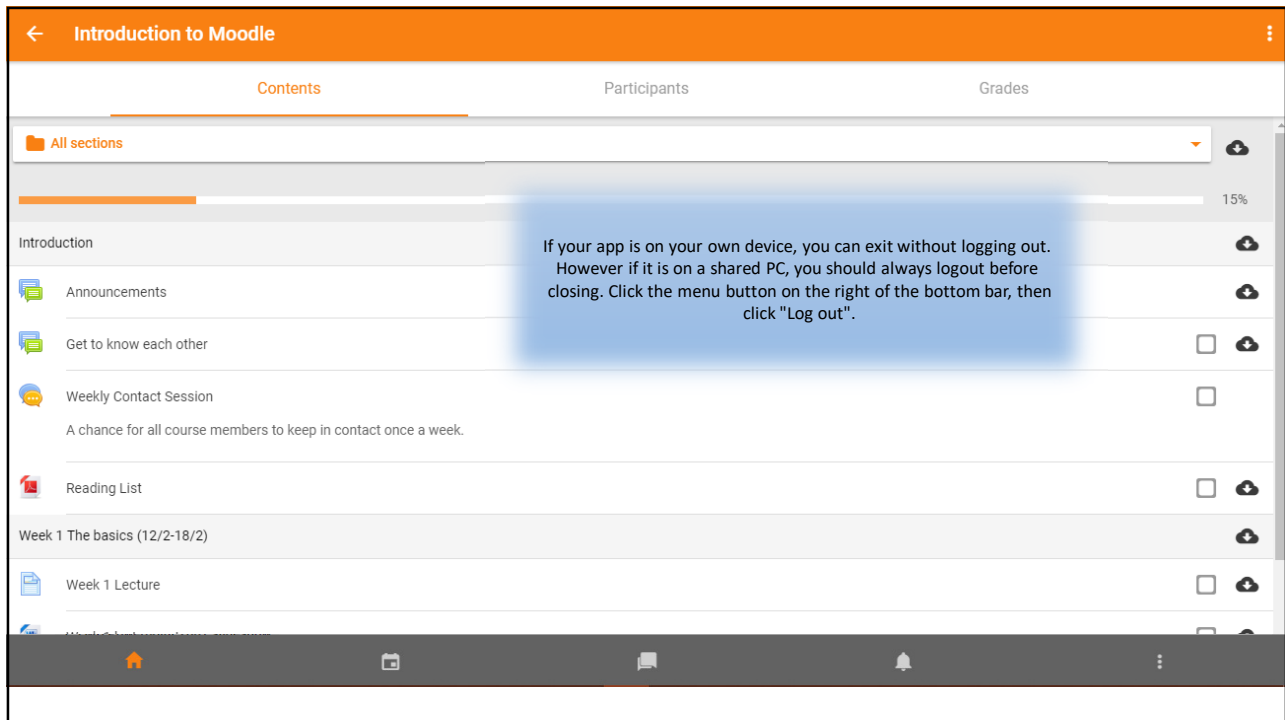 Introduction to Moodle
Contents
Participants
Grades
All sections
15%
Introduction
If your app is on your own device, you can exit without logging out.
However if it is on a shared PC, you should always logout before
closing. Click the menu button on the right of the bottom bar, then
click "Log out".
Announcements
Get to know each other
Weekly Contact Session
A chance for all course members to keep in contact once a week.
Reading List
Week 1 The basics (12/2-18/2)
Week 1 Lecture